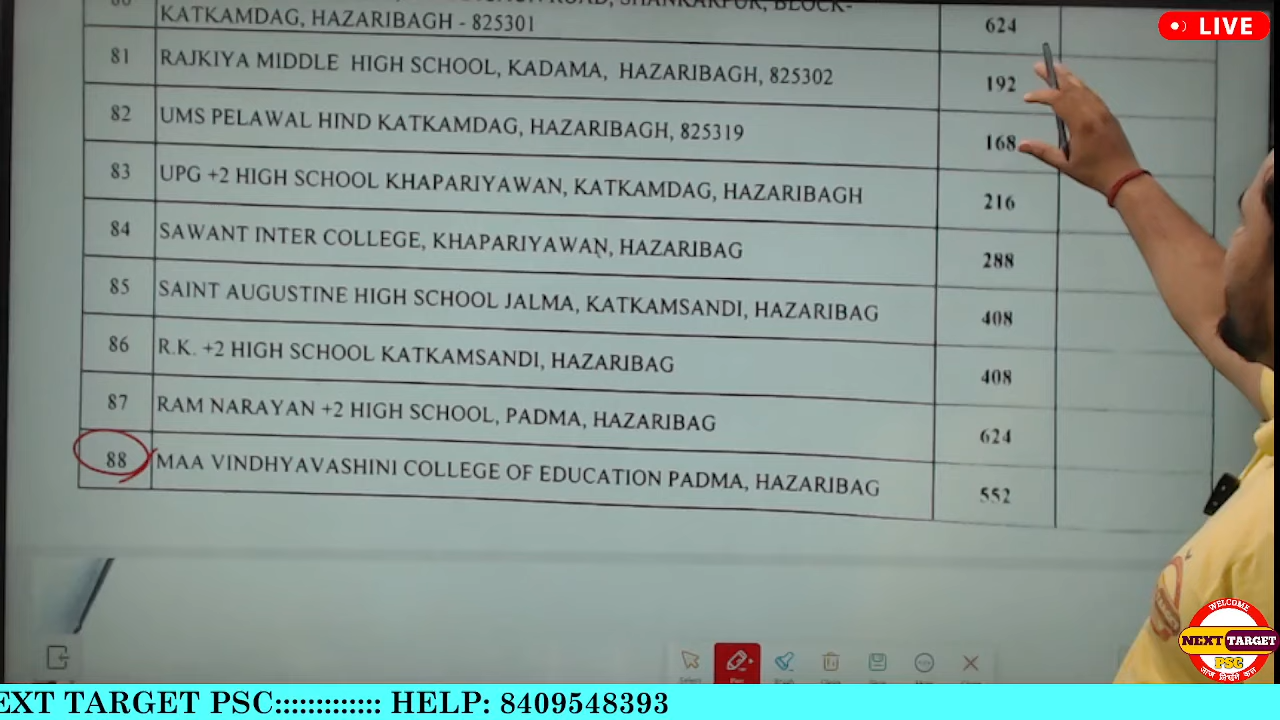 KATKAMDAG, HAZARIBAGH - 825301 624
81 RAJKIYA MIDDLE HIGH SCHOOL, KADAMA, HAZARIBAGH, 825302 192
82 UMS PELAWAL HIND KATKAMDAG, HAZARIBAGH, 825319 168
83 UPG +2 HIGH SCHOOL KHAPARIYAWAN, KATKAMDAG, HAZARIBAGH 216
84 SAWANT INTER COLLEGE, KHAPARIYAWAN, HAZARIBAG 288
85 SAINT AUGUSTINE HIGH SCHOOL JALMA, KATKAMSANDI, HAZARIBAG 408
86 R.K. +2 HIGH SCHOOL KATKAMSANDI, HAZARIBAG 408
87 RAM NARAYAN +2 HIGH SCHOOL, PADMA, HAZARIBAG 624
88 MAA VINDHYAVASHINI COLLEGE OF EDUCATION PADMA, HAZARIBAG 552
LIVE
WELCOME
NEXT TARGET
PSC
EXT TARGET PSC::::::::::::: HELP: 8409548393